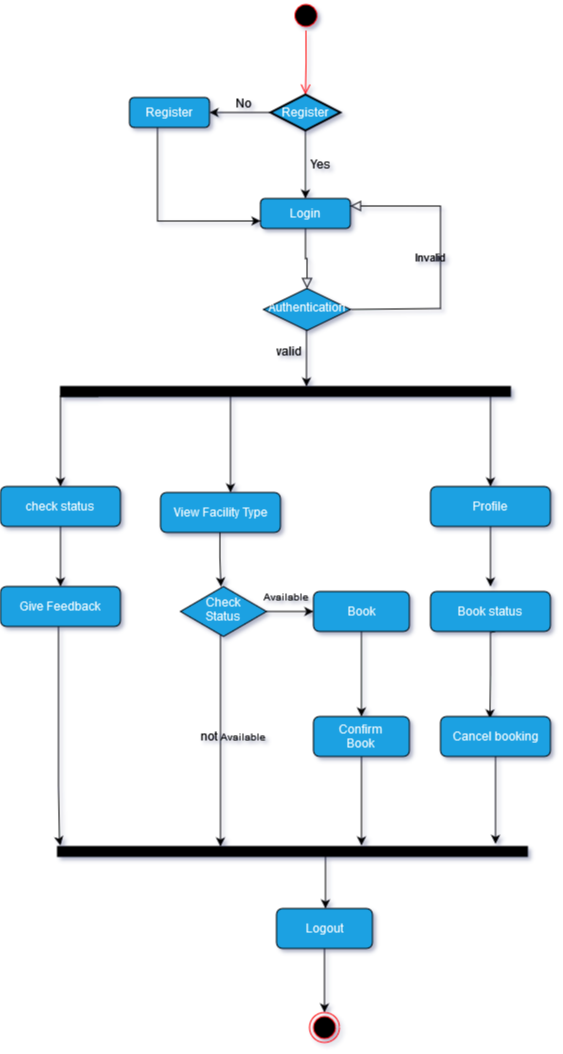 No
Register
Register
Yes
Login
Invalid
Authentication
valid
check status
View Facility Type
Profile
Give Feedback
Check
Status
Available
Book
Book status
not Available
Confirm
Book
Cancel booking
Logout